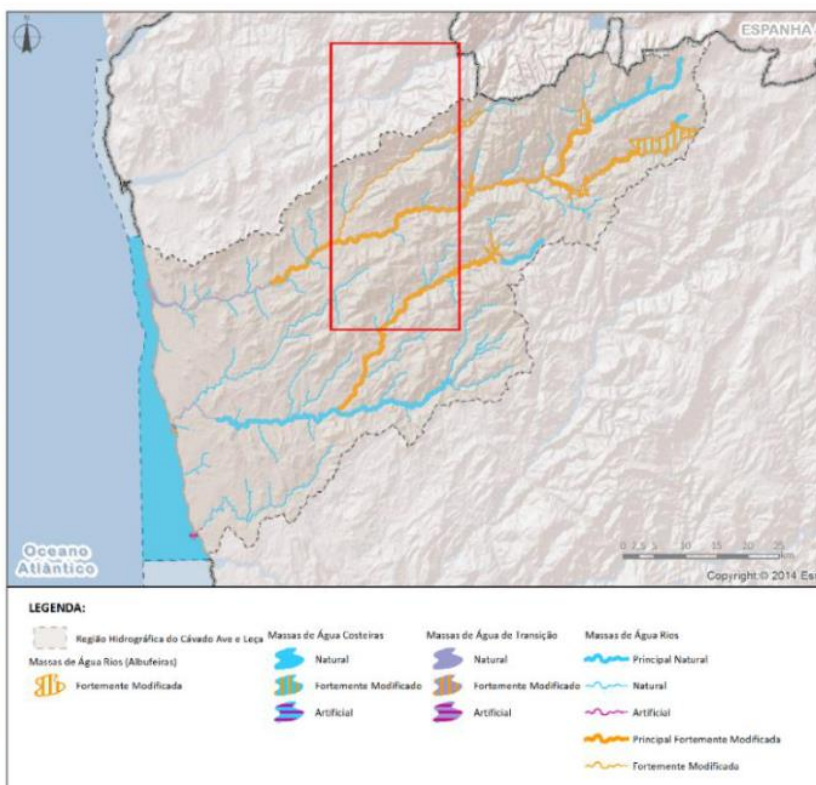 N
ESPANHA
Oceano
Atlântico
0 2,5 5 10 15 20 25
km
Copyright:© 2014 Es
LEGENDA:
Região Hidrográfica do Cávado Ave e Leça
Massas de Água Rios (Albufeiras)
Fortemente Modificada
Massas de Água Costeiras
Natural
Fortemente Modificado
Artificial
Massas de Água de Transição
Natural
Fortemente Modificado
Artificial
Massas de Água Rios
Principal Natural
Natural
Artificial
Principal Fortemente Modificada
Fortemente Modificada